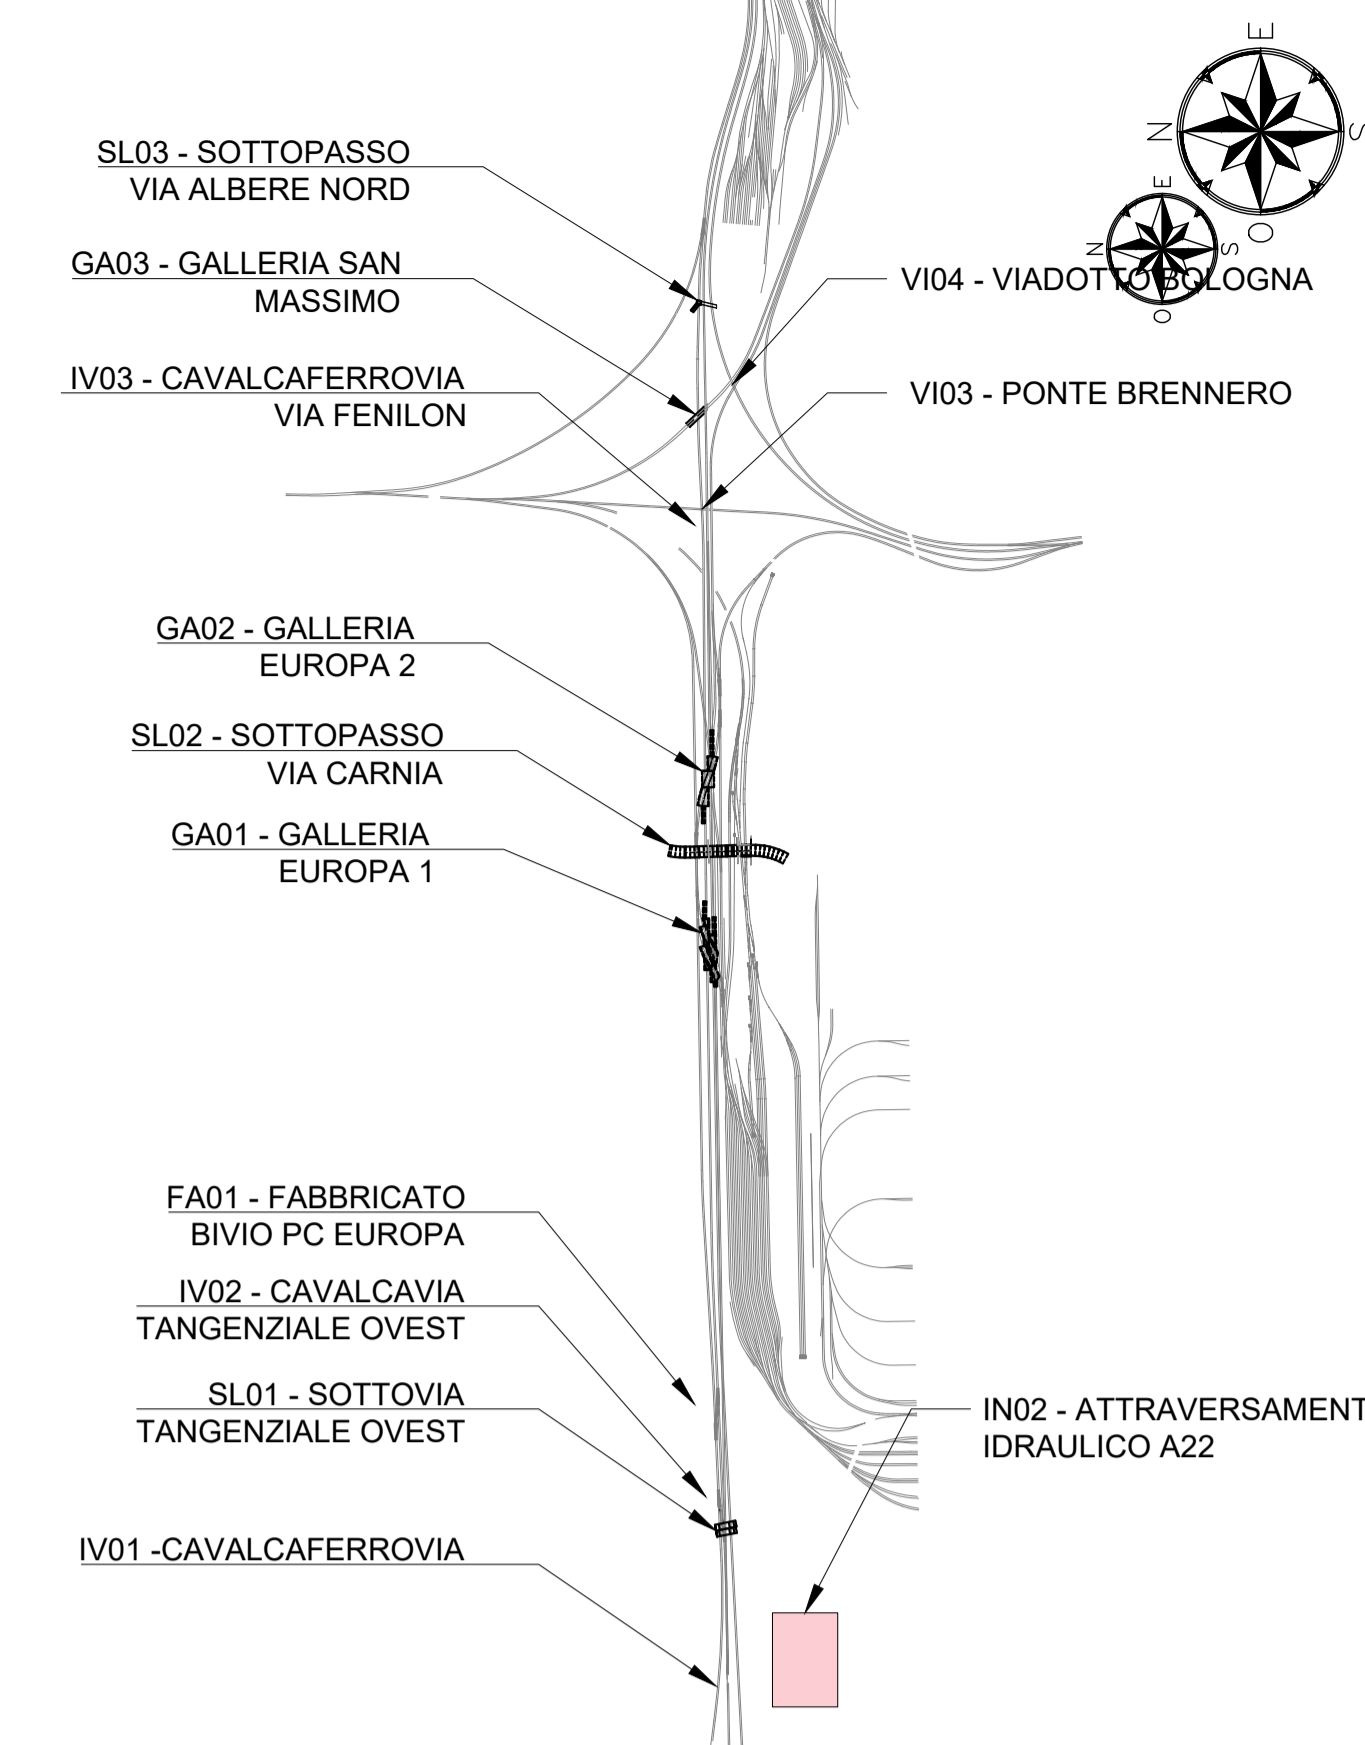 E
N
S
O
E
N
S
O
SL03 - SOTTOPASSO
VIA ALBERE NORD
GA03 - GALLERIA SAN
MASSIMO
VI04 - VIADOTTO BOLOGNA
IV03 - CAVALCAFERROVIA
VIA FENILON
VI03 - PONTE BRENNERO
GA02 - GALLERIA
EUROPA 2
SL02 - SOTTOPASSO
VIA CARNIA
GA01 - GALLERIA
EUROPA 1
FA01 - FABBRICATO
BIVIO PC EUROPA
IV02 - CAVALCAVIA
TANGENZIALE OVEST
SL01 - SOTTOVIA
TANGENZIALE OVEST
IN02 - ATTRAVERSAMENT
IDRAULICO A22
IV01 -CAVALCAFERROVIA